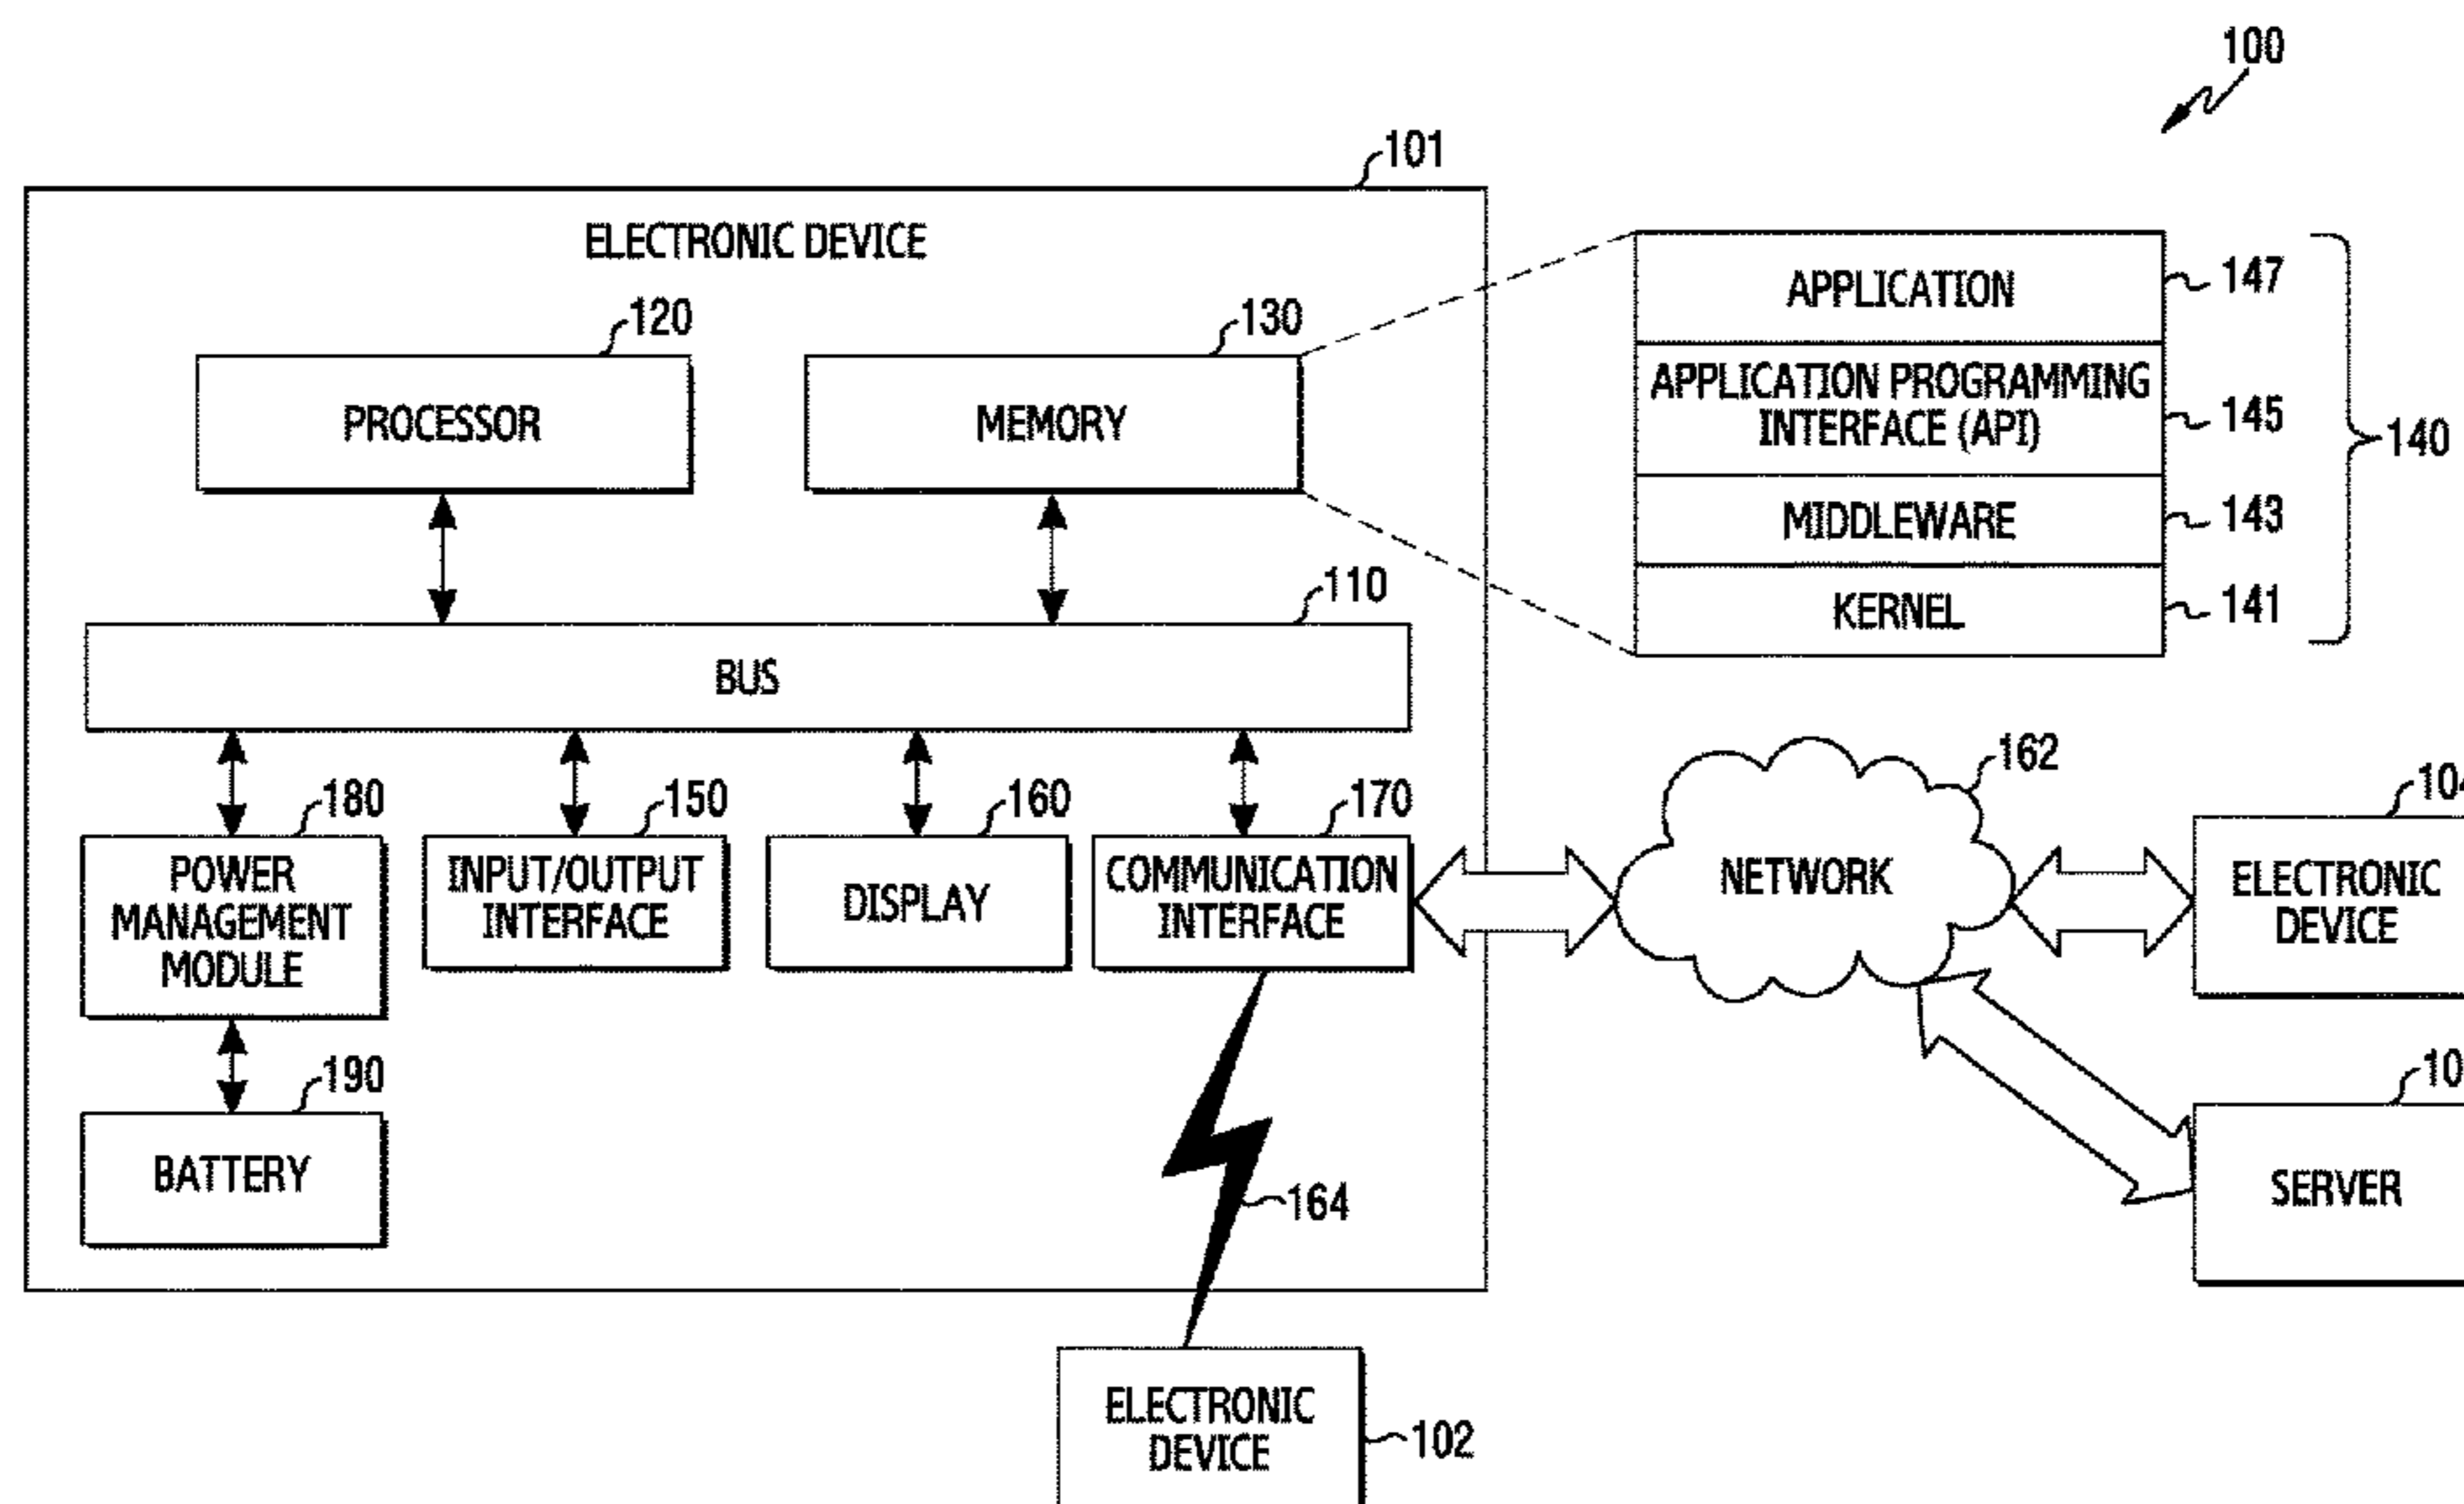 100
101
ELECTRONIC DEVICE
120
130
PROCESSOR
MEMORY
APPLICATION
147
APPLICATION PROGRAMMING
INTERFACE (API)
145
140
MIDDLEWARE
143
KERNEL
141
110
BUS
180
150
160
170
POWER
MANAGEMENT
MODULE
INPUT/OUTPUT
INTERFACE
DISPLAY
COMMUNICATION
INTERFACE
162
NETWORK
104
ELECTRONIC
DEVICE
190
BATTERY
164
10
SERVER
ELECTRONIC
DEVICE
102